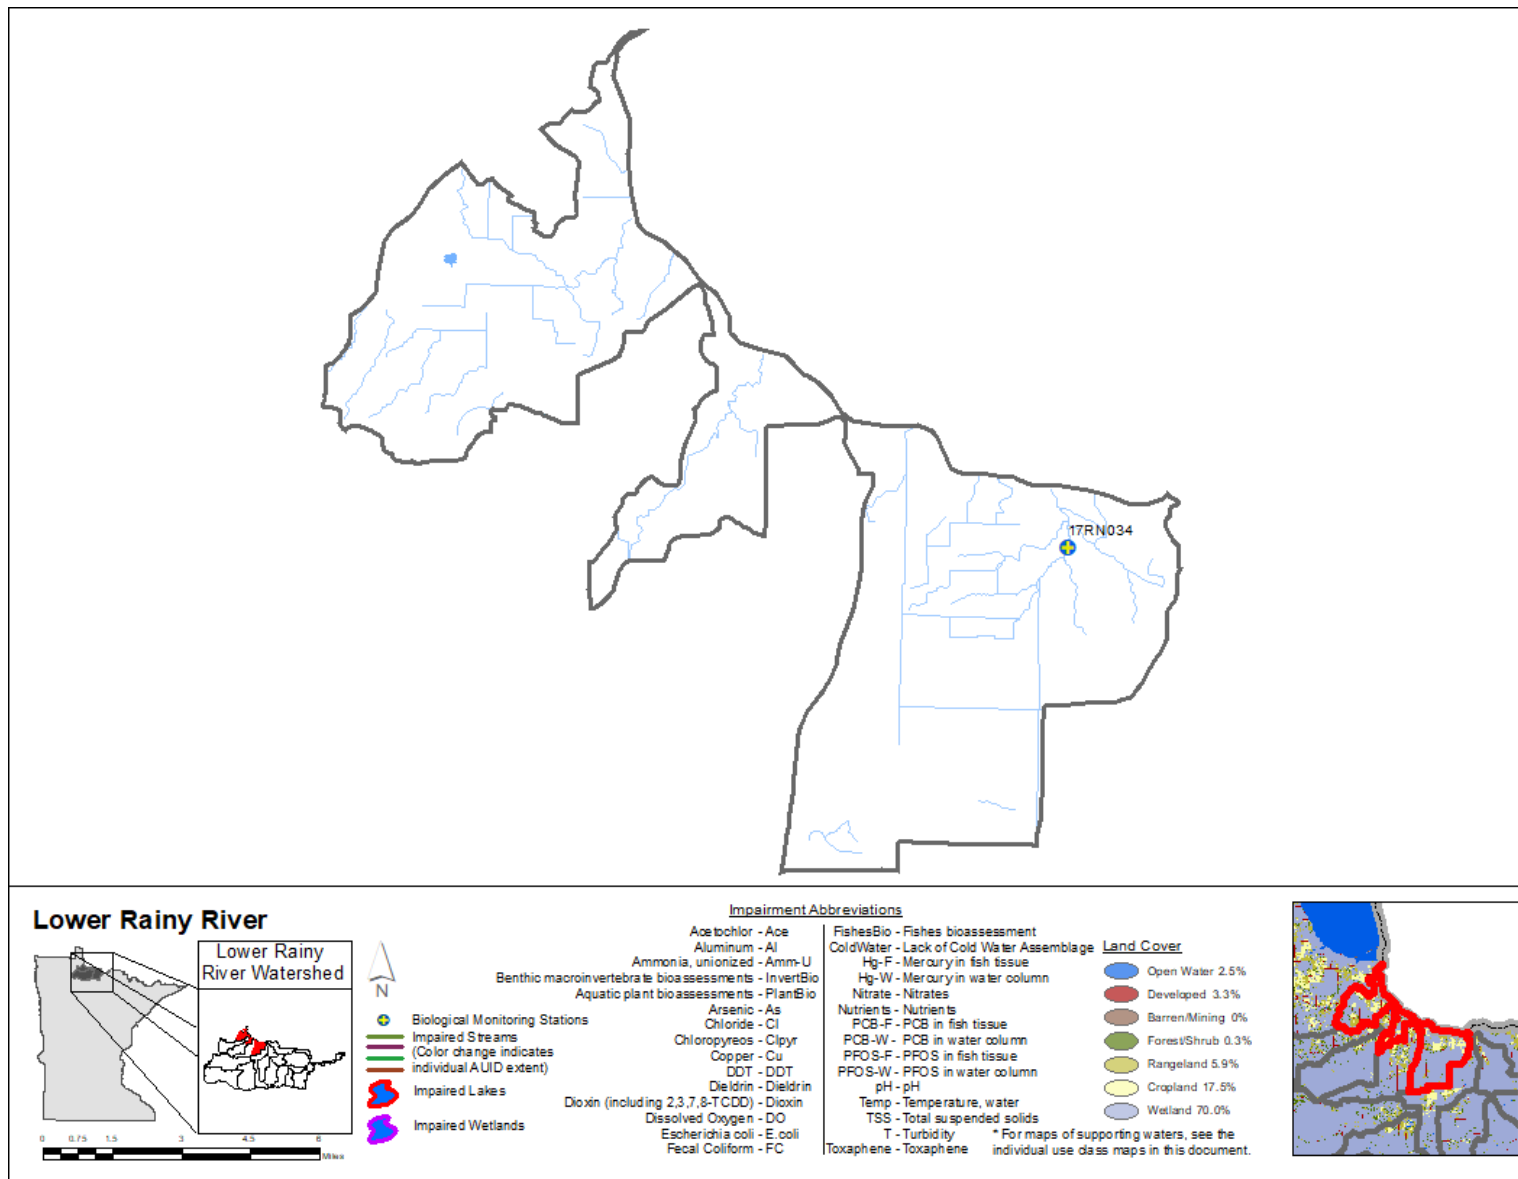 17RN034
Lower Rainy River
Lower Rainy
River Watershed
N
Biological Monitoring Stations
Impaired Streams
(Color change indicates
individual AUID extent)
Impaired Lakes
Impaired Wetlands
0 0.75 1.5 3 4.5 6
Miles
Impairment Abbreviations
Acetochlor - Ace
Aluminum - Al
Ammonia, unionized - Amm-U
Benthic macroinvertebrate bioassessments - InvertBio
Aquatic plant bioassessments - PlantBio
Arsenic - As
Chloride - Cl
Chloropyreos - Clpyr
Copper - Cu
DDT - DDT
Dieldrin - Dieldrin
Dioxin (including 2,3,7,8-TCDD) - Dioxin
Dissolved Oxygen - DO
Escherichia coli - E.coli
Fecal Coliform - FC
FishesBio - Fishes bioassessment
ColdWater - Lack of Cold Water Assemblage
Hg-F - Mercury in fish tissue
Hg-W - Mercury in water column
Nitrate - Nitrates
Nutrients - Nutrients
PCB-F - PCB in fish tissue
PCB-W - PCB in water column
PFOS-F - PFOS in fish tissue
PFOS-W - PFOS in water column
pH - pH
Temp - Temperature, water
TSS - Total suspended solids
T - Turbidity
Toxaphene - Toxaphene
* For maps of supporting waters, see the
individual use class maps in this document.
Land Cover
Open Water 2.5%
Developed 3.3%
Barren/Mining 0%
Forest/Shrub 0.3%
Rangeland 5.9%
Cropland 17.5%
Wetland 70.0%